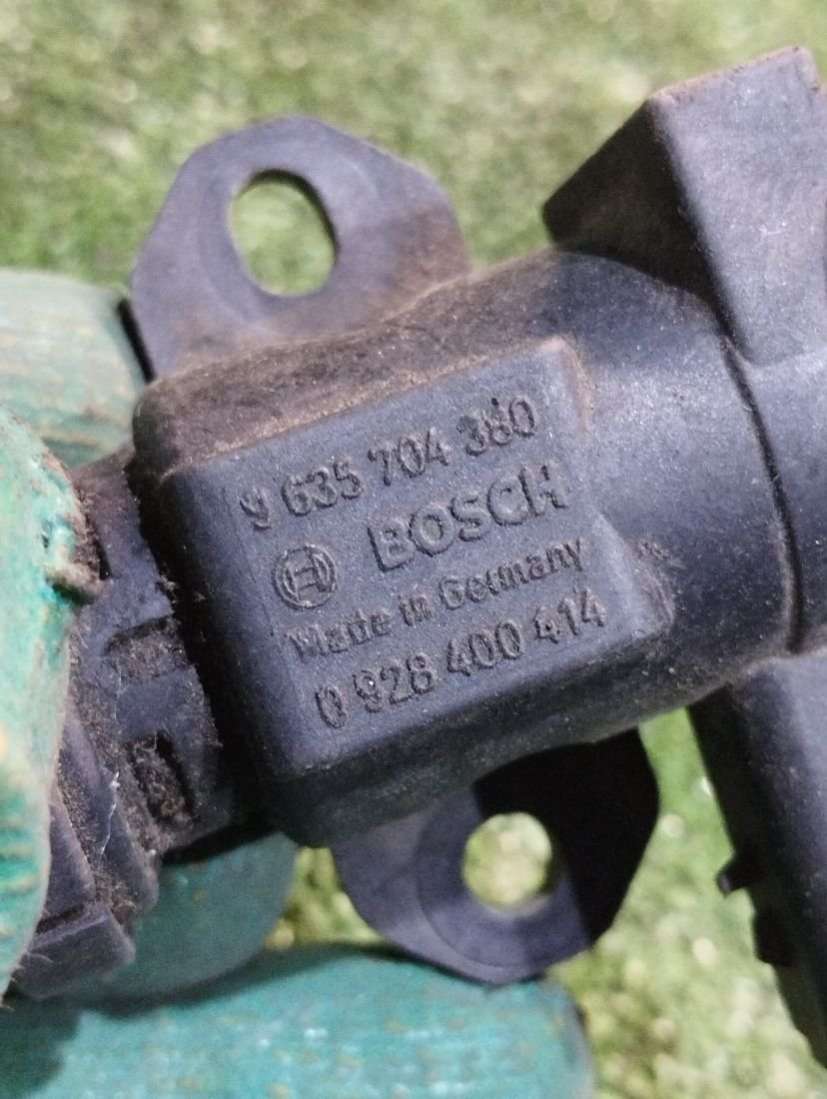 9 635 704 380
BOSCH
Made in Germany
0 928 400 414